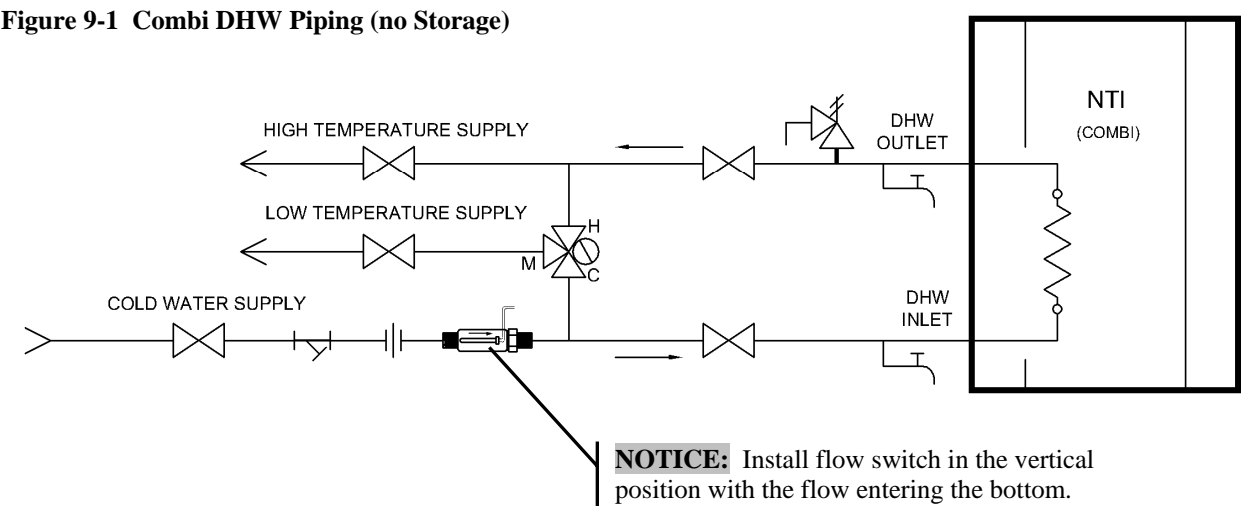 Figure 9-1 Combi DHW Piping (no Storage)
NTI
(COMBI)
HIGH TEMPERATURE SUPPLY
DHW
OUTLET
LOW TEMPERATURE SUPPLY
H
M
C
COLD WATER SUPPLY
DHW
INLET
NOTICE: Install flow switch in the vertical
position with the flow entering the bottom.